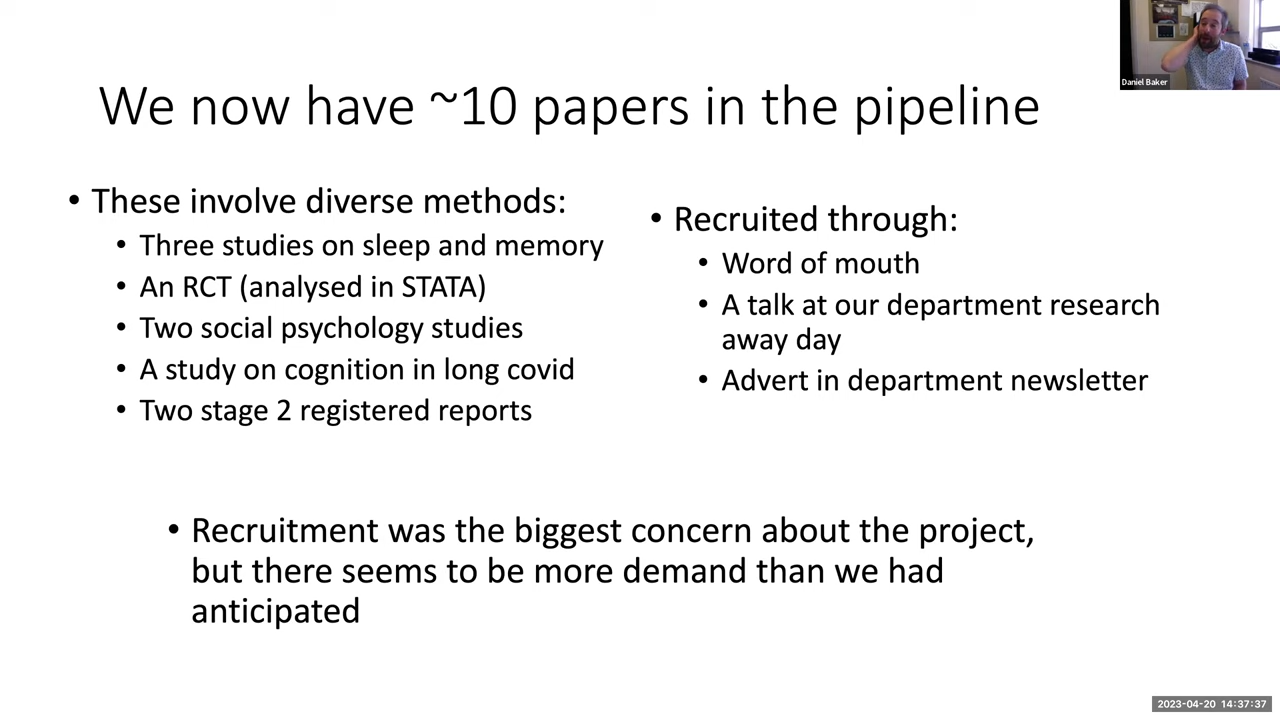 We now have ~10 papers in the pipeline
• These involve diverse methods:
• Three studies on sleep and memory
• An RCT (analysed in STATA)
• Two social psychology studies
• A study on cognition in long covid
• Two stage 2 registered reports
• Recruited through:
• Word of mouth
• A talk at our department research
away day
• Advert in department newsletter
• Recruitment was the biggest concern about the project,
but there seems to be more demand than we had
anticipated
Daniel Baker
2023-04-20 14:37:37